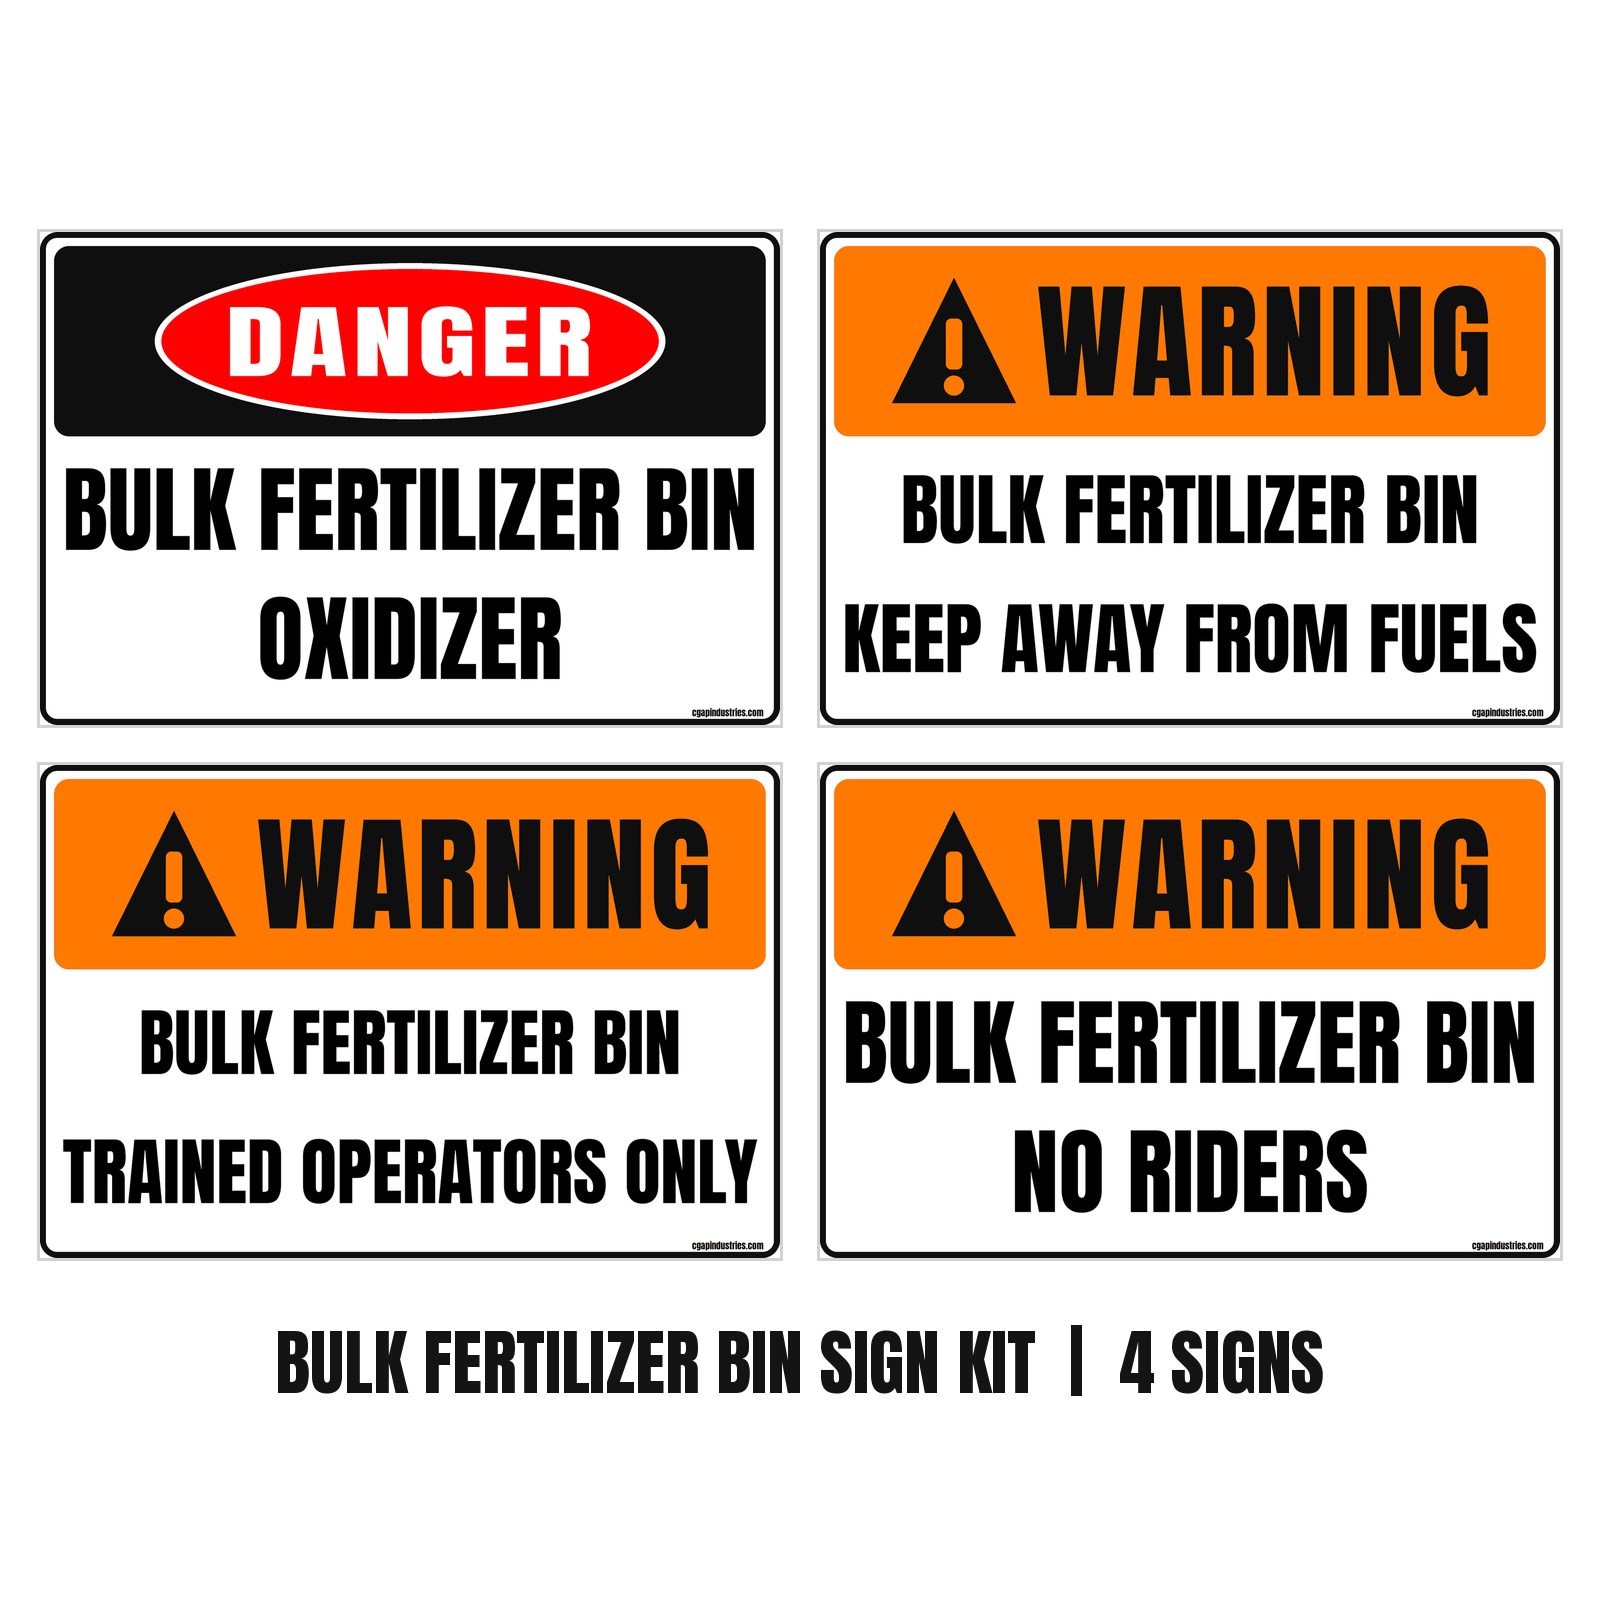 DANGER
BULK FERTILIZER BIN
OXIDIZER
cgapindustries.com
WARNING
BULK FERTILIZER BIN
KEEP AWAY FROM FUELS
cgapindustries.com
WARNING
BULK FERTILIZER BIN
TRAINED OPERATORS ONLY
cgapindustries.com
WARNING
BULK FERTILIZER BIN
NO RIDERS
cgapindustries.com
BULK FERTILIZER BIN SIGN KIT | 4 SIGNS